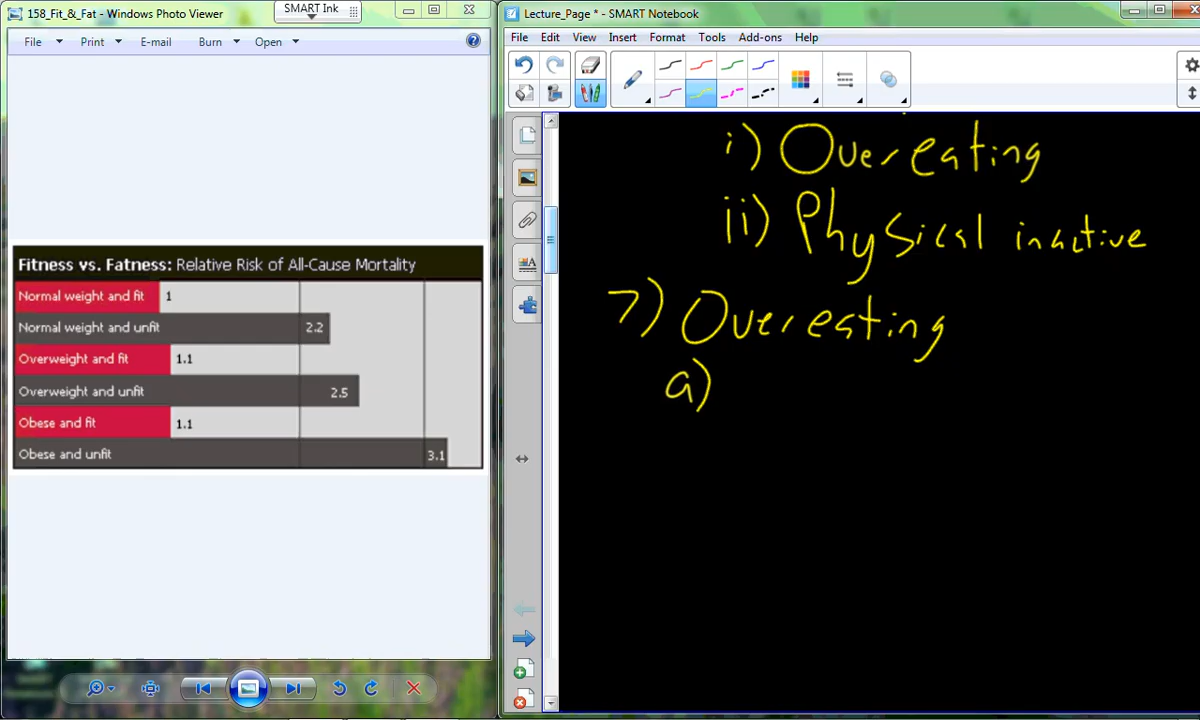 158_Fit_&_Fat - Windows Photo Viewer
SMART Ink
File Print E-mail Burn Open
Fitness vs. Fatness: Relative Risk of All-Cause Mortality
Normal weight and fit 1
Normal weight and unfit 2.2
Overweight and fit 1.1
Overweight and unfit 2.5
Obese and fit 1.1
Obese and unfit 3.1
Lecture_Page * - SMART Notebook
File Edit View Insert Format Tools Add-ons Help
i) Overeating
ii) Physical inactive
7) Overeating
a)